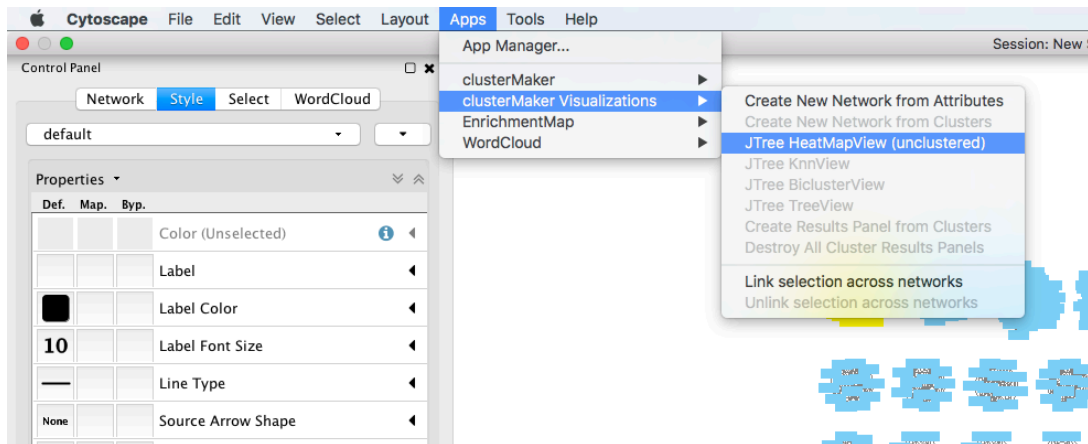 Cytoscape File Edit View Select Layout Apps Tools Help
Session: New
Control Panel
Network Style Select WordCloud
default
Properties
Def. Map. Byp.
Color (Unselected)
Label
Label Color
10 Label Font Size
Line Type
None Source Arrow Shape
App Manager...
clusterMaker
clusterMaker Visualizations
EnrichmentMap
WordCloud
Create New Network from Attributes
Create New Network from Clusters
JTree HeatMapView (unclustered)
JTree KnnView
JTree BiclusterView
JTree TreeView
Create Results Panel from Clusters
Destroy All Cluster Results Panels
Link selection across networks
Unlink selection across networks